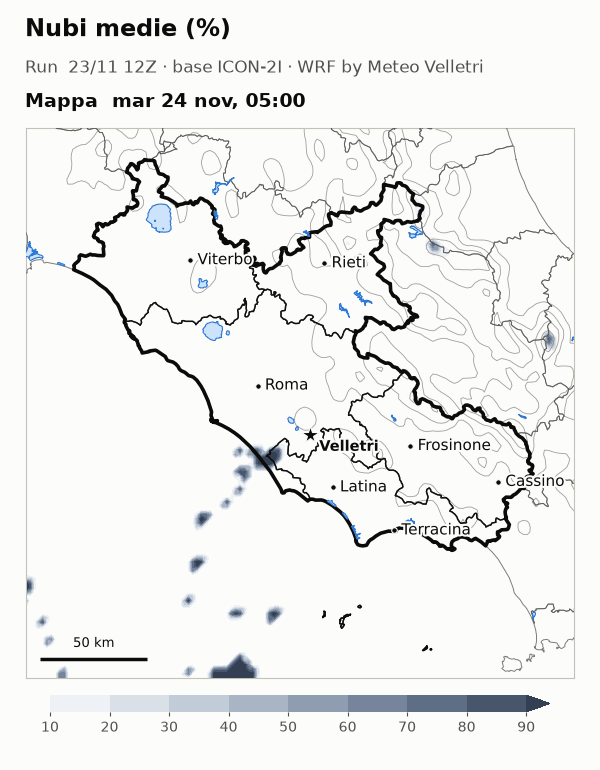 Nubi medie (%)
Run  23/11 12Z · base ICON-2I · WRF by Meteo Velletri
Mappa  mar 24 nov, 05:00
Viterbo
Rieti
Roma
Velletri
Frosinone
Latina
Cassino
Terracina
50 km
10 20 30 40 50 60 70 80 90